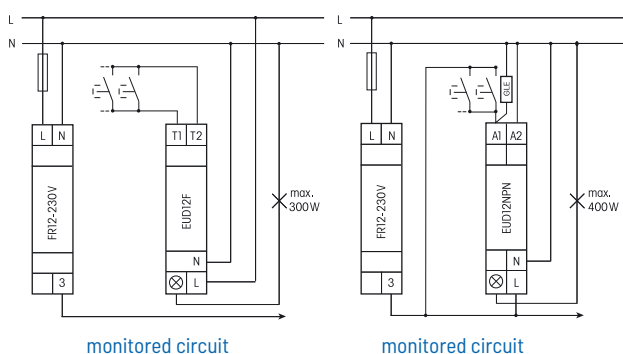 L
N
L N
FR12-230V
3
T1 T2
EUD12F
N
L
max.
300W
monitored circuit
L
N
L N
FR12-230V
3
GLE
A1 A2
EUD12NPN
N
L
max.
400W
monitored circuit